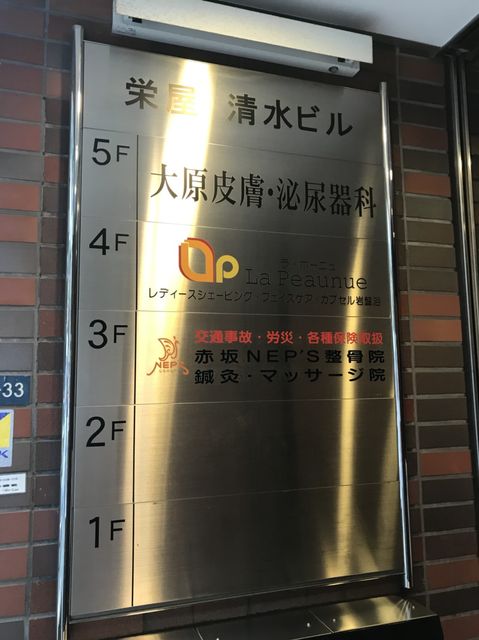 栄屋 清水ビル
5F 大原皮膚・泌尿器科
4F ラ・ポーニュ
La Peaunue
レディースシェービング・フェイスケア・カプセル岩盤浴
3F 交通事故・労災・各種保険取扱
NEP'S 赤坂NEP'S整骨院
鍼灸・マッサージ院
2F
1F
-33